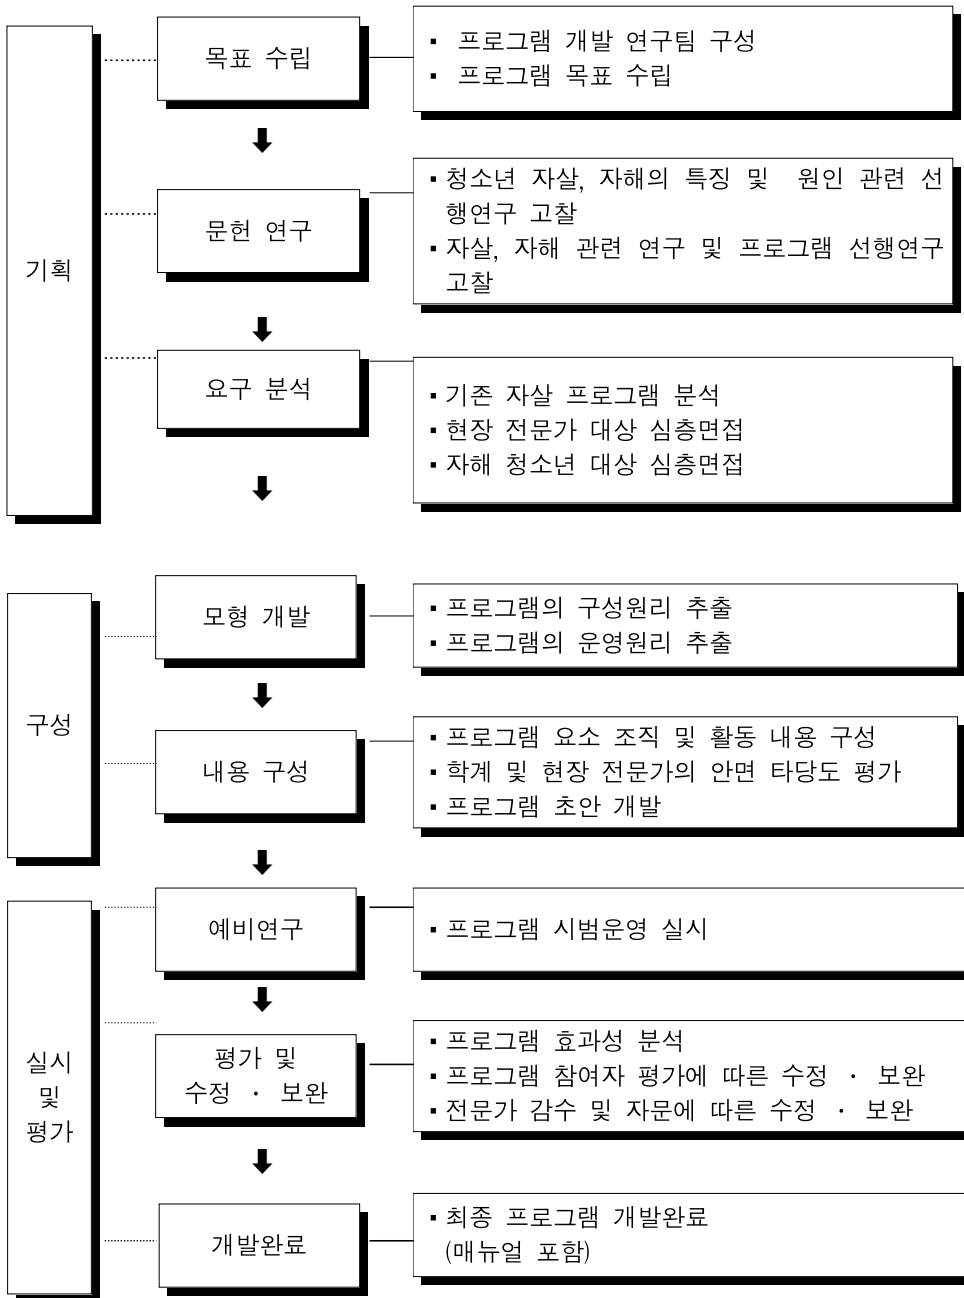 기획
목표 수립
▪ 프로그램 개발 연구팀 구성
▪ 프로그램 목표 수립
문헌 연구
▪ 청소년 자살, 자해의 특징 및 원인 관련 선
행연구 고찰
▪ 자살, 자해 관련 연구 및 프로그램 선행연구
고찰
요구 분석
▪ 기존 자살 프로그램 분석
▪ 현장 전문가 대상 심층면접
▪ 자해 청소년 대상 심층면접
구성
모형 개발
▪ 프로그램의 구성원리 추출
▪ 프로그램의 운영원리 추출
내용 구성
▪ 프로그램 요소 조직 및 활동 내용 구성
▪ 학계 및 현장 전문가의 안면 타당도 평가
▪ 프로그램 초안 개발
실시
및
평가
예비연구
▪ 프로그램 시범운영 실시
평가 및
수정 · 보완
▪ 프로그램 효과성 분석
▪ 프로그램 참여자 평가에 따른 수정 · 보완
▪ 전문가 감수 및 자문에 따른 수정 · 보완
개발완료
▪ 최종 프로그램 개발완료
(매뉴얼 포함)